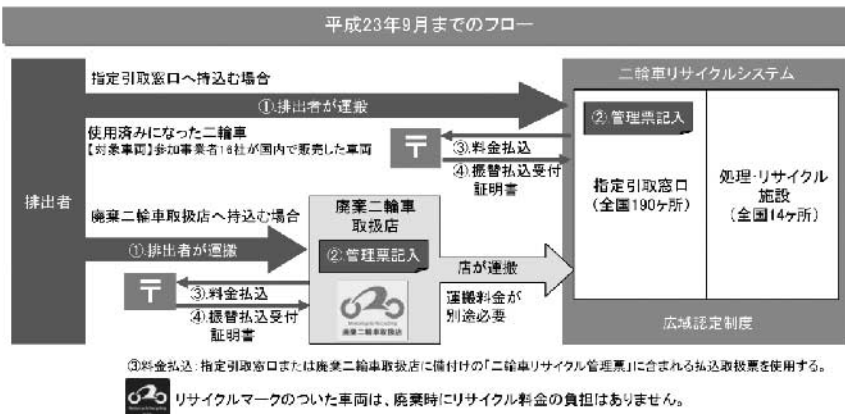 平成23年9月までのフロー
排出者
指定引取窓口へ持込む場合
①.排出者が運搬
使用済みになった二輪車
【対象車両】参加事業者16社が国内で販売した車両
〒
③.料金払込
④.振替払込受付
証明書
廃棄二輪車取扱店へ持込む場合
①.排出者が運搬
〒
③.料金払込
④.振替払込受付
証明書
廃棄二輪車
取扱店
②.管理票記入
廃棄二輪車取扱店
店が運搬
運搬料金が
別途必要
二輪車リサイクルシステム
②.管理票記入
指定引取窓口
(全国190ヶ所)
処理・リサイクル
施設
(全国14ヶ所)
広域認定制度
③料金払込:指定引取窓口または廃棄二輪車取扱店に備付けの「二輪車リサイクル管理票」に含まれる払込取扱票を使用する。
リサイクルマークのついた車両は、廃棄時にリサイクル料金の負担はありません。